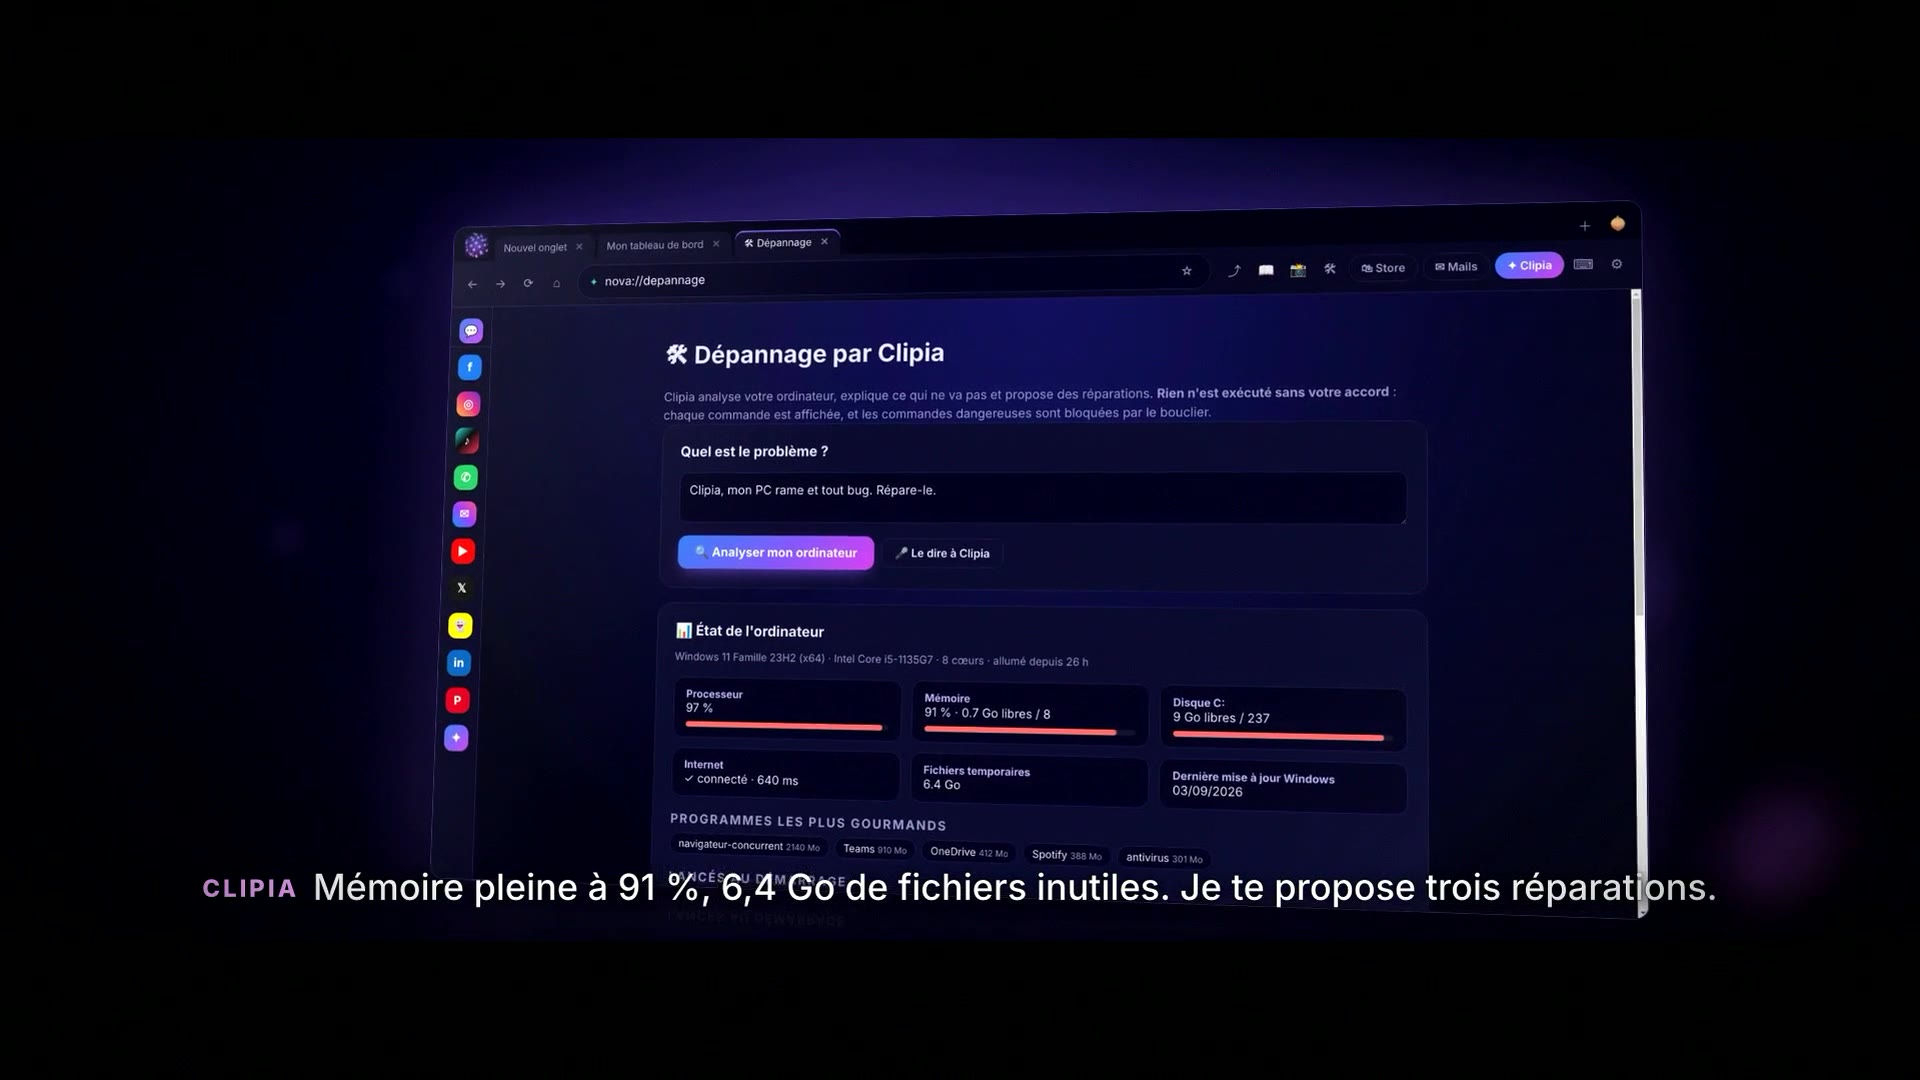 Nouvel onglet ✕ Mon tableau de bord ✕ 🛠 Dépannage ✕
nova://depannage
Store Mails ✦ Clipia
🛠 Dépannage par Clipia
Clipia analyse votre ordinateur, explique ce qui ne va pas et propose des réparations. Rien n'est exécuté sans votre accord :
chaque commande est affichée, et les commandes dangereuses sont bloquées par le bouclier.
Quel est le problème ?
Clipia, mon PC rame et tout bug. Répare-le.
Analyser mon ordinateur Le dire à Clipia
État de l'ordinateur
Windows 11 Famille 23H2 (x64) · Intel Core i5-1135G7 · 8 cœurs · allumé depuis 26 h
Processeur
97 %
Mémoire
91 % · 0.7 Go libres / 8
Disque C:
9 Go libres / 237
Internet
✓ connecté · 640 ms
Fichiers temporaires
6.4 Go
Dernière mise à jour Windows
03/09/2026
PROGRAMMES LES PLUS GOURMANDS
navigateur-concurrent 2140 Mo Teams 910 Mo OneDrive 412 Mo Spotify 388 Mo antivirus 301 Mo
LANCÉS AU DÉMARRAGE
CLIPIA Mémoire pleine à 91 %, 6,4 Go de fichiers inutiles. Je te propose trois réparations.